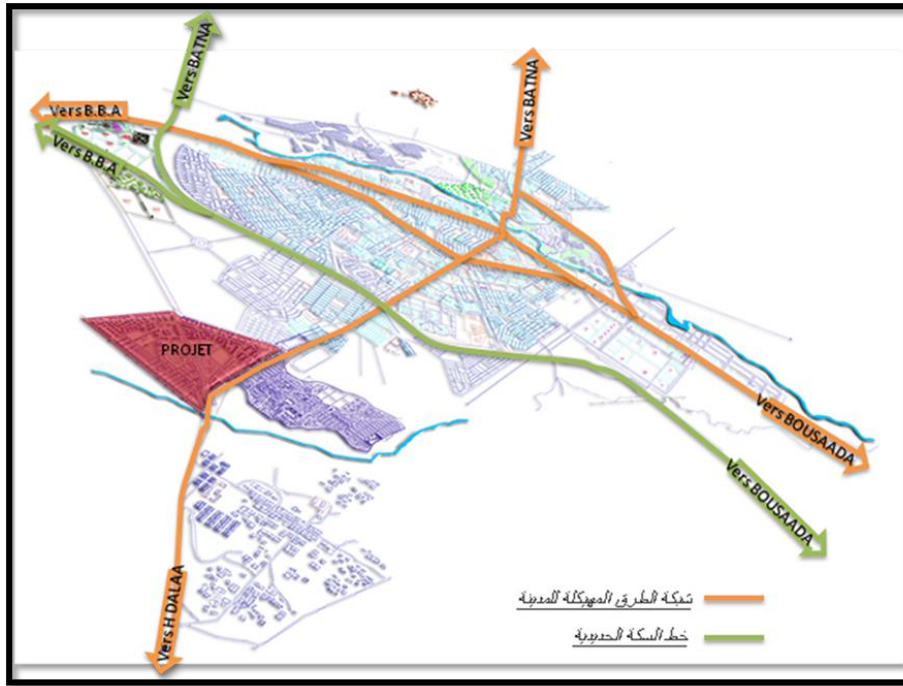 Vers BATNA
Vers BATNA
Vers B.B.A
Vers B.B.A
PROJET
Vers BOUSAADA
Vers BOUSAADA
Vers H DALAA
شبكة الطرق المهيكلة للمدينة
خط السكة الحديدية